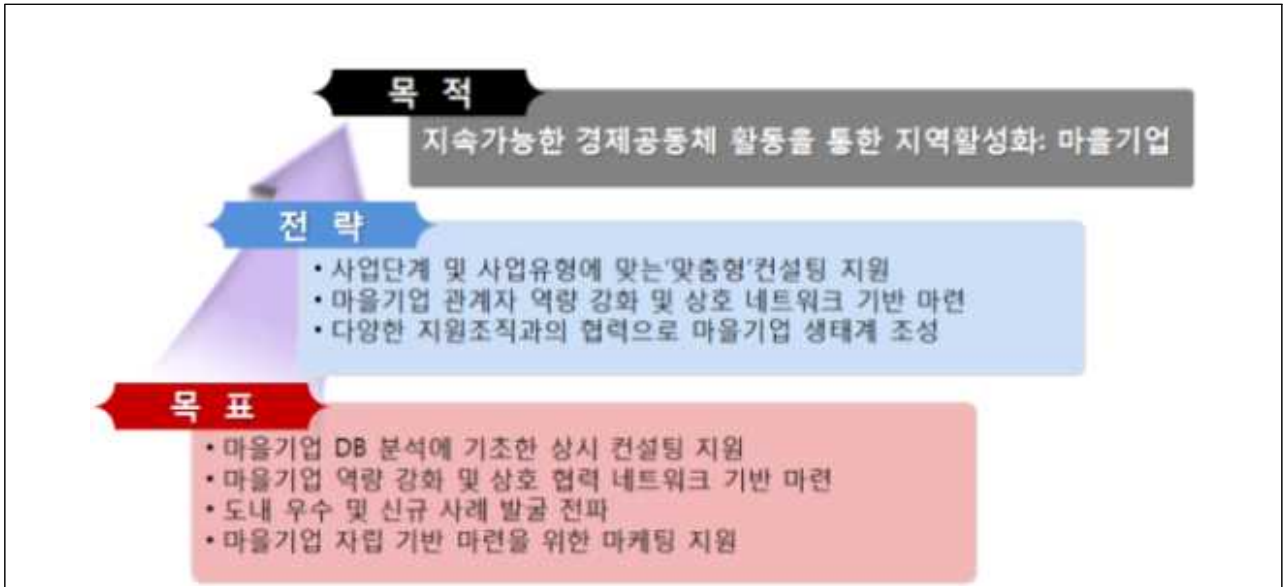 목 적
지속가능한 경제공동체 활동을 통한 지역활성화: 마을기업
전 략
• 사업단계 및 사업유형에 맞는'맞춤형'컨설팅 지원
• 마을기업 관계자 역량 강화 및 상호 네트워크 기반 마련
• 다양한 지원조직과의 협력으로 마을기업 생태계 조성
목 표
• 마을기업 DB 분석에 기초한 상시 컨설팅 지원
• 마을기업 역량 강화 및 상호 협력 네트워크 기반 마련
• 도내 우수 및 신규 사례 발굴 전파
• 마을기업 자립 기반 마련을 위한 마케팅 지원